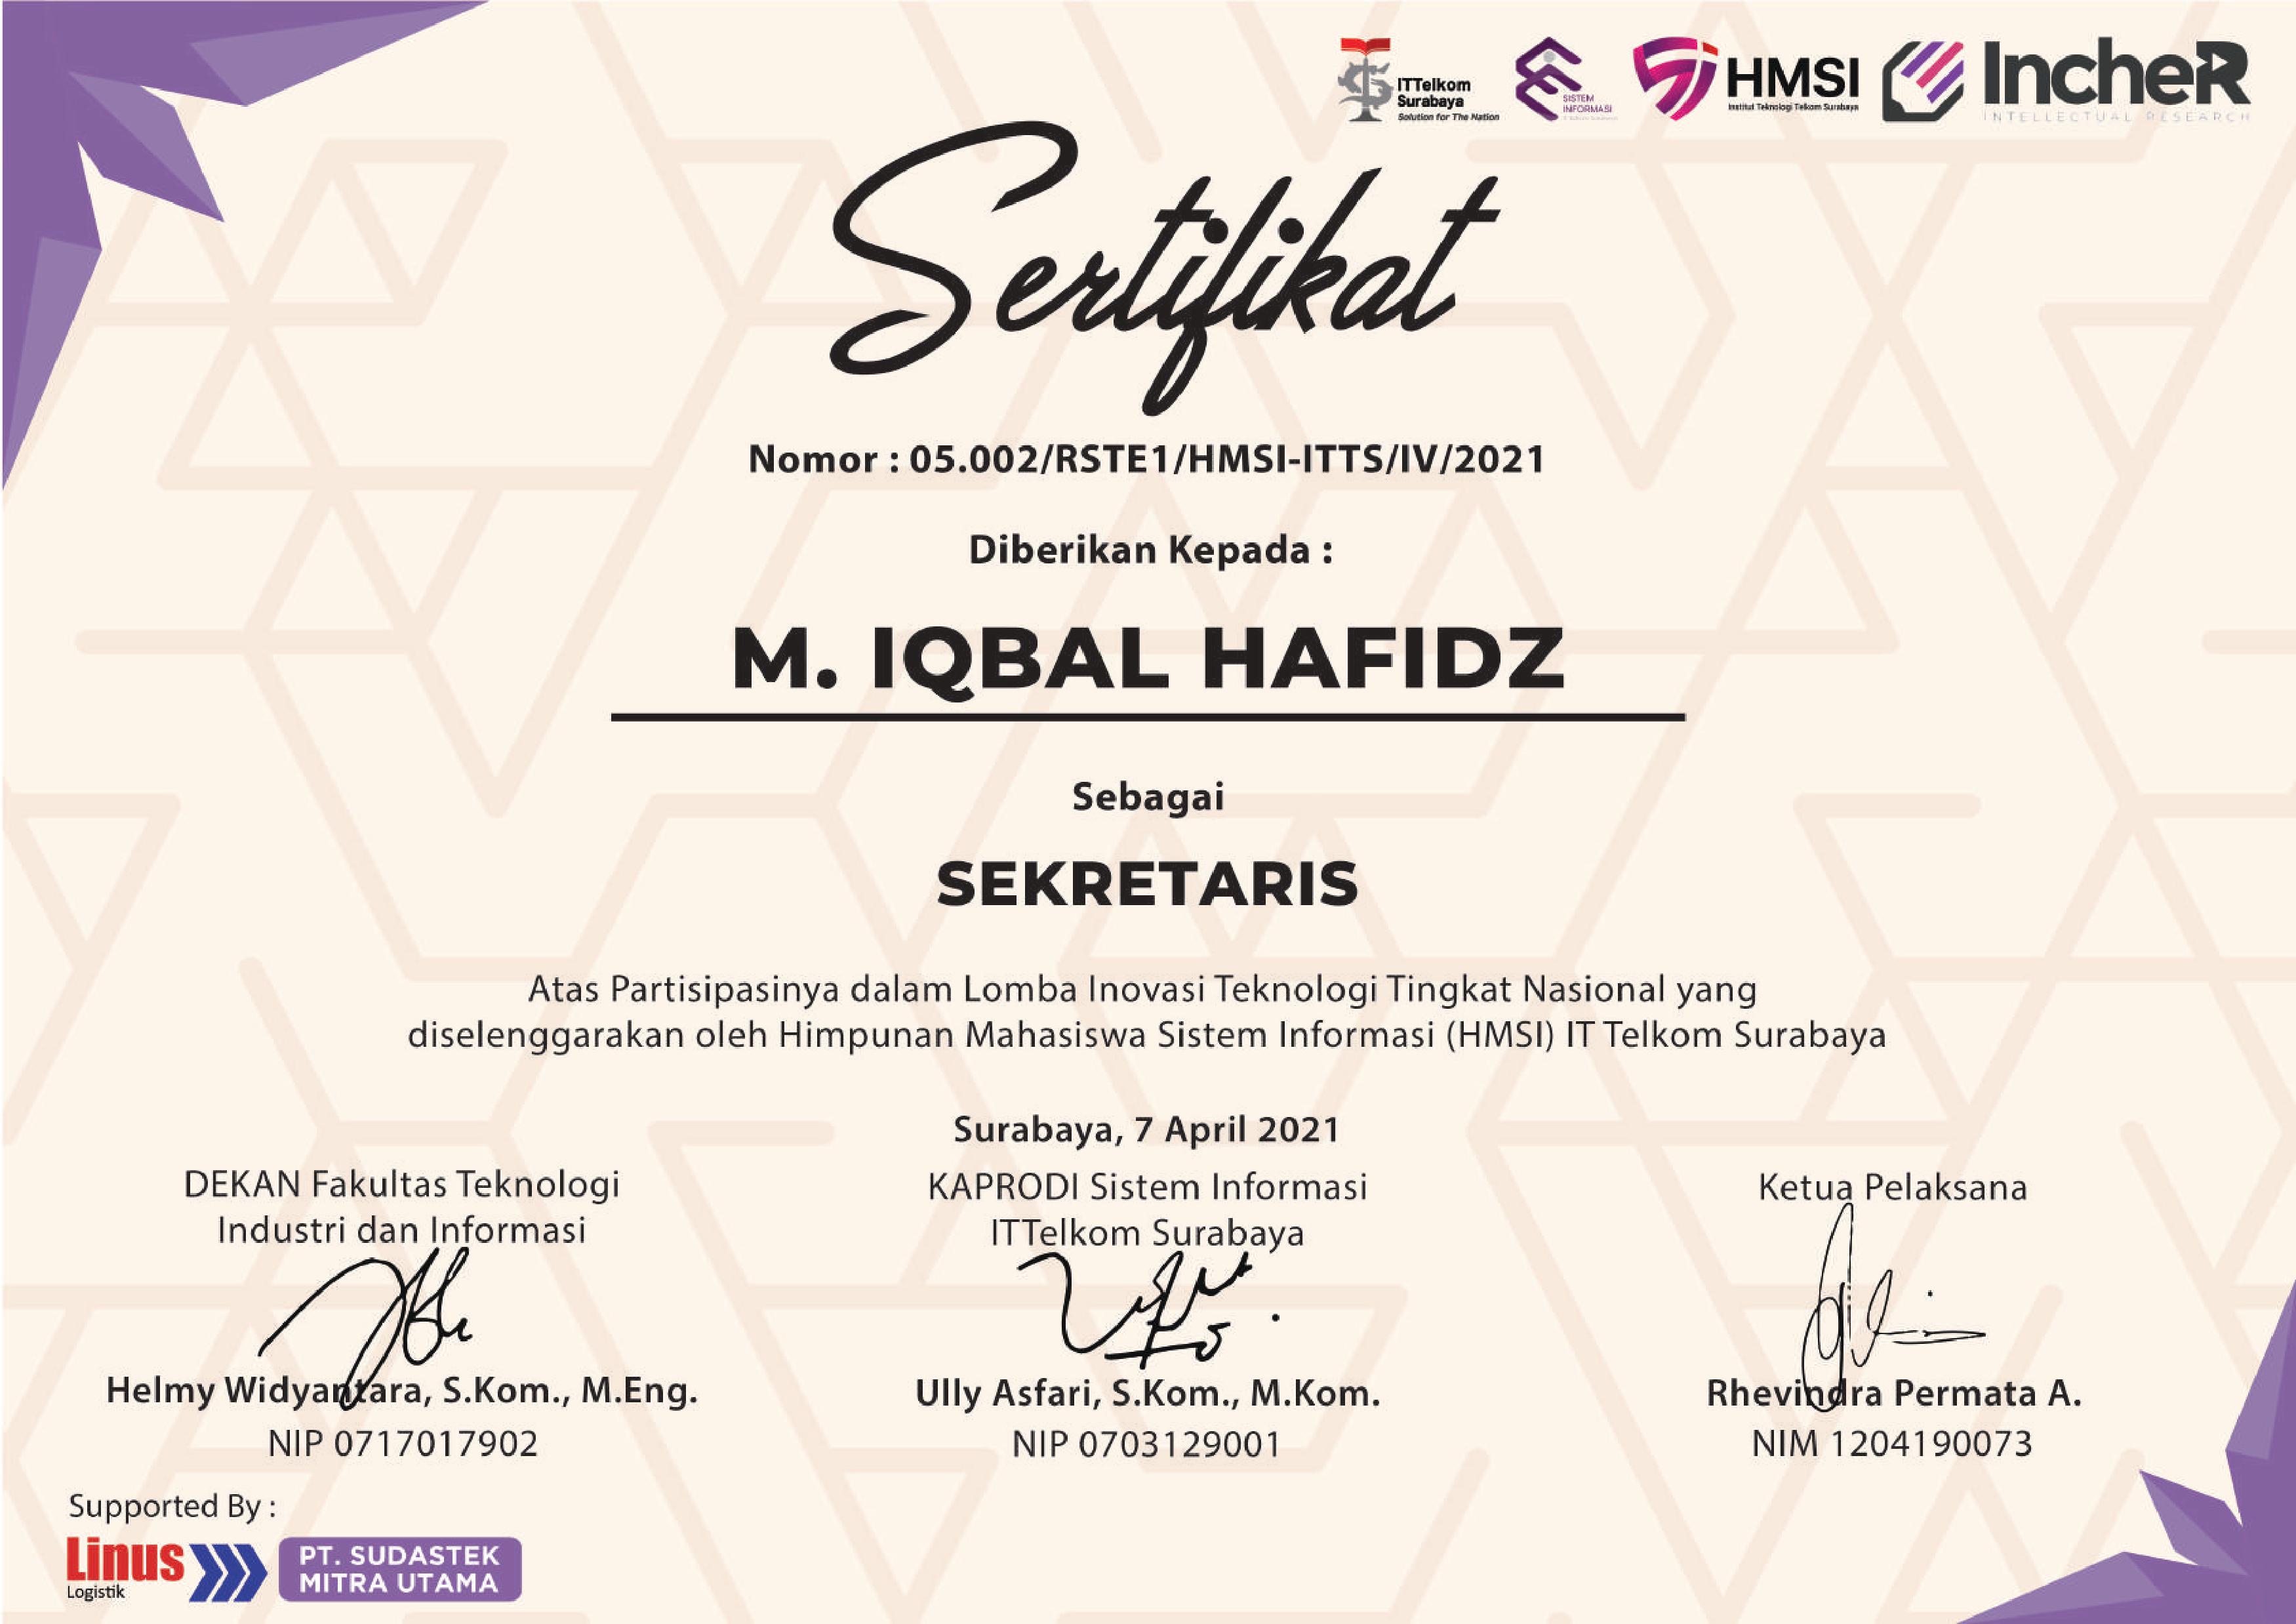 ITTelkom
Surabaya
Solution for The Nation
SISTEM
INFORMASI
HMSI
Institut Teknologi Telkom Surabaya
IncheR
INTELLECTUAL RESEARCH
Sertifikat
Nomor : 05.002/RSTE1/HMSI-ITTS/IV/2021
Diberikan Kepada :
M. IQBAL HAFIDZ
Sebagai
SEKRETARIS
Atas Partisipasinya dalam Lomba Inovasi Teknologi Tingkat Nasional yang
diselenggarakan oleh Himpunan Mahasiswa Sistem Informasi (HMSI) IT Telkom Surabaya
Surabaya, 7 April 2021
DEKAN Fakultas Teknologi
Industri dan Informasi
Helmy Widyantara, S.Kom., M.Eng.
NIP 0717017902
KAPRODI Sistem Informasi
ITTelkom Surabaya
Ully Asfari, S.Kom., M.Kom.
NIP 0703129001
Ketua Pelaksana
Rhevindra Permata A.
NIM 1204190073
Supported By :
Linus
Logistik
PT. SUDASTEK
MITRA UTAMA